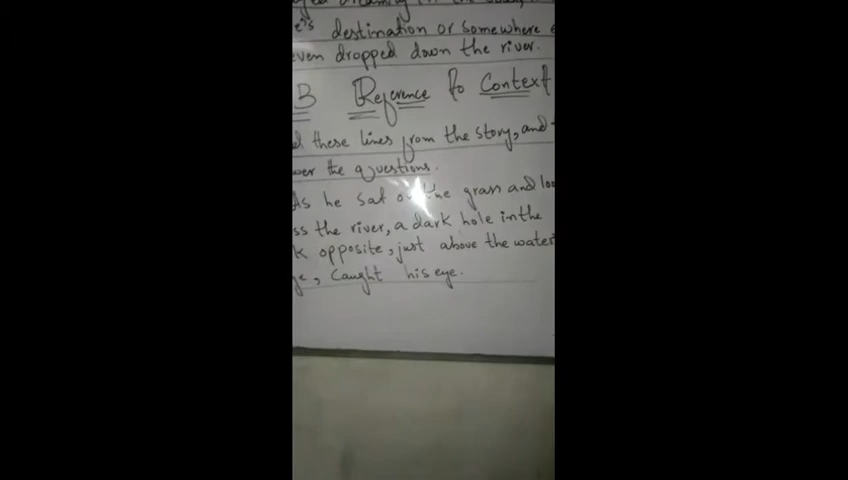 destination or somewhere
even dropped down the river.
B Reference to Context
these lines from the story, and
the questions.
As he sat on the grass and
the river, a dark hole in the
opposite, just above the water
, caught his eye.